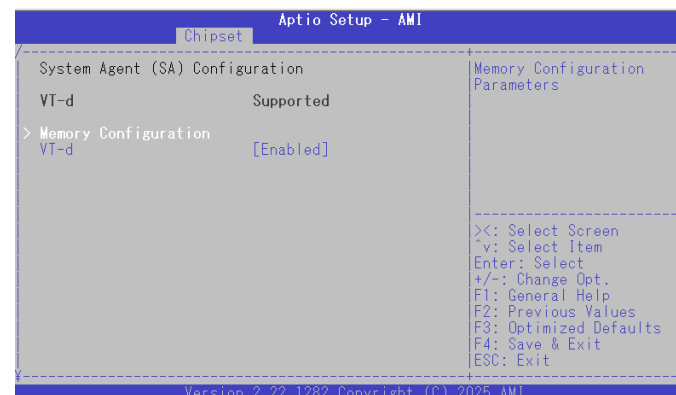 Aptio Setup - AMI
Chipset
System Agent (SA) Configuration
VT-d Supported
> Memory Configuration
VT-d [Enabled]
Memory Configuration
Parameters
><: Select Screen
^v: Select Item
Enter: Select
+/-: Change Opt.
F1: General Help
F2: Previous Values
F3: Optimized Defaults
F4: Save & Exit
ESC: Exit
Version 2.22.1282 Copyright (C) 2025 AMI